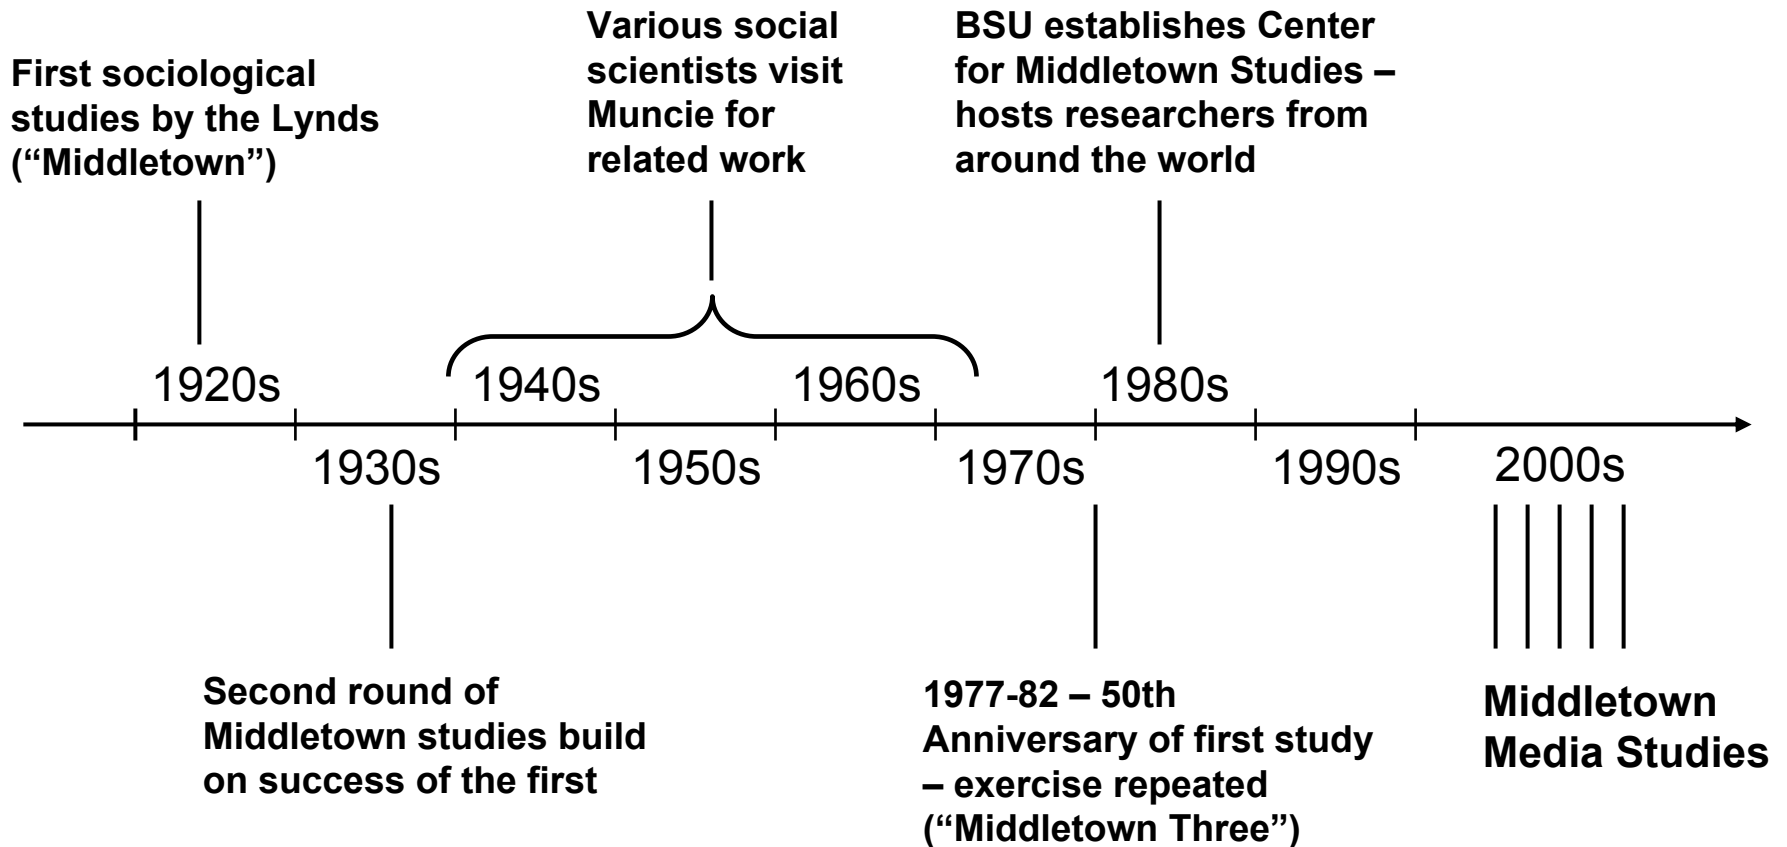 First sociological
studies by the Lynds
(“Middletown”)
Various social
scientists visit
Muncie for
related work
BSU establishes Center
for Middletown Studies –
hosts researchers from
around the world
1920s
1940s
1960s
1980s
1930s
1950s
1970s
1990s
2000s
Second round of
Middletown studies build
on success of the first
1977-82 – 50th
Anniversary of first study
– exercise repeated
(“Middletown Three”)
Middletown
Media Studies